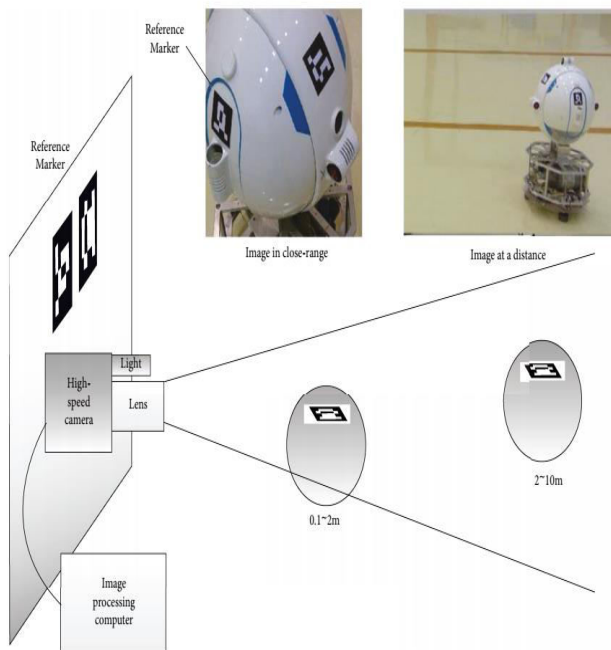 Reference
Marker
Reference
Marker
Image in close-range
Image at a distance
Light
High-
speed
camera
Lens
0.1~2m
2~10m
Image
processing
computer